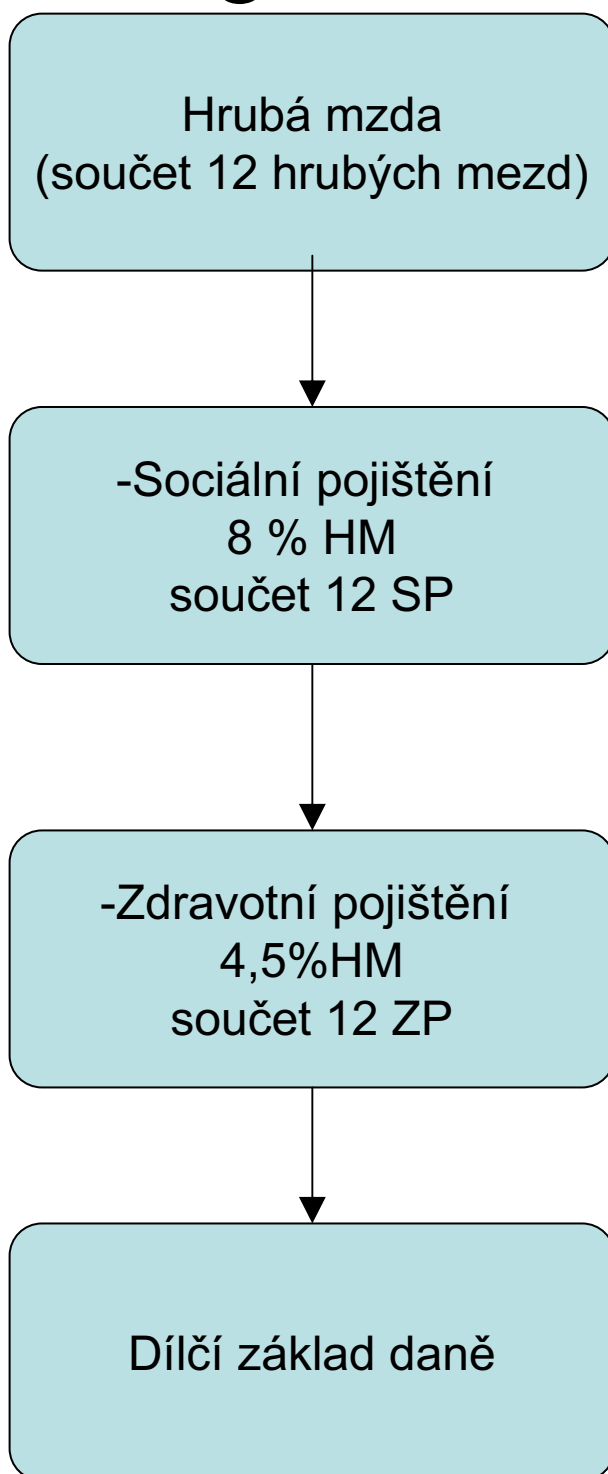 Hrubá mzda
(součet 12 hrubých mezd)
-Sociální pojištění
8 % HM
součet 12 SP
-Zdravotní pojištění
4,5%HM
součet 12 ZP
Dílčí základ daně